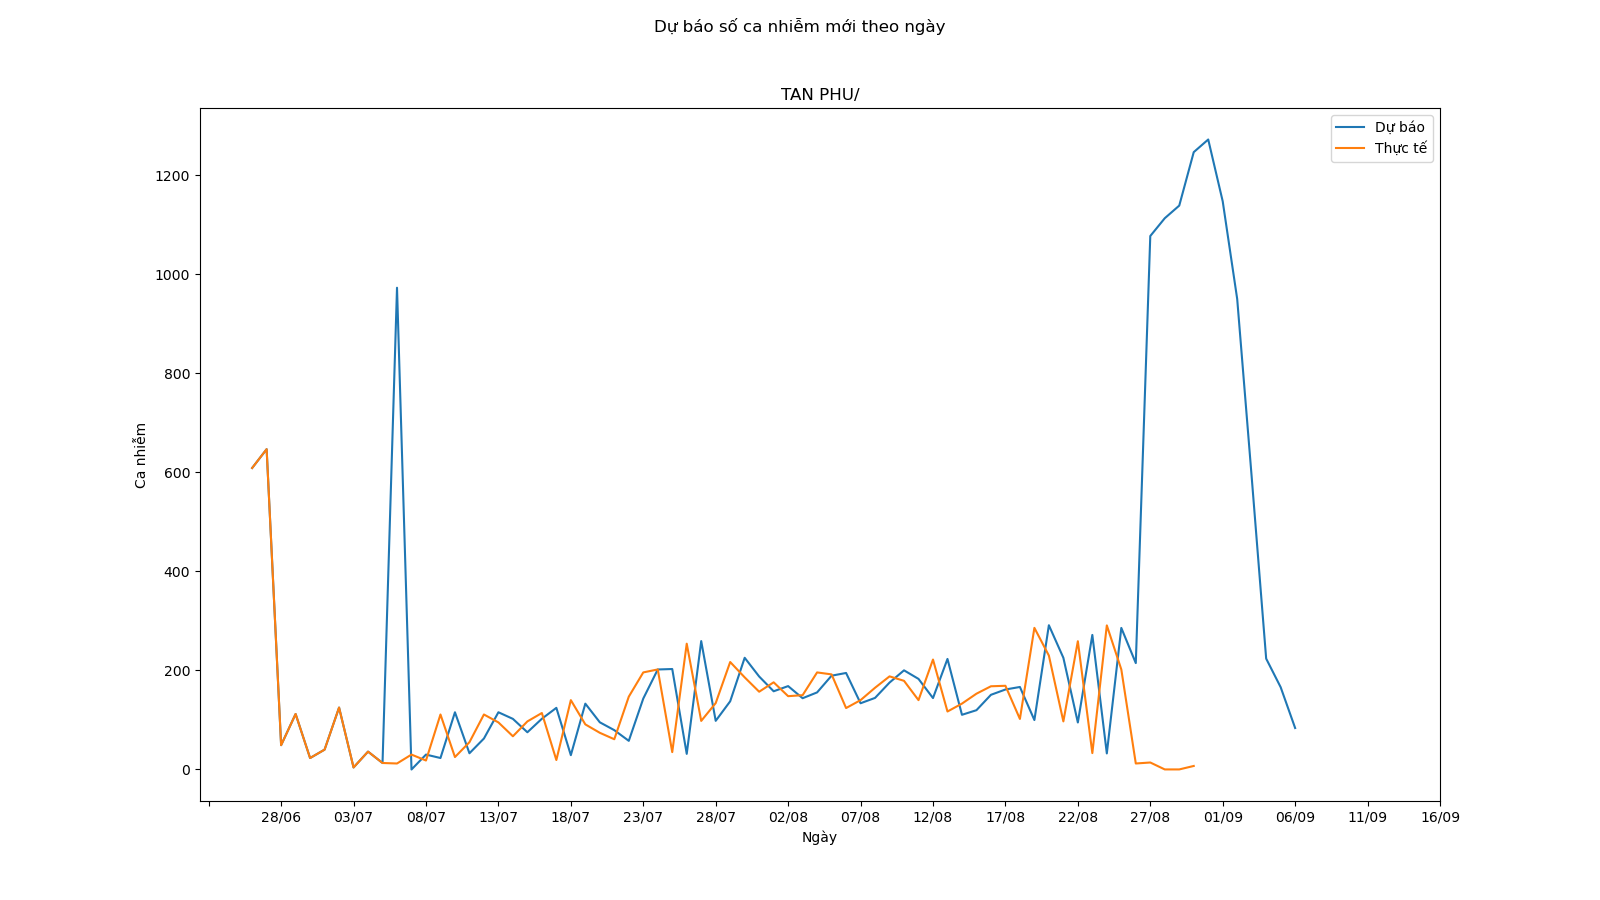 Dự báo số ca nhiễm mới theo ngày
TAN PHU/
Dự báo
Thực tế
1200
1000
800
600
400
200
0
Ca nhiễm
28/06 03/07 08/07 13/07 18/07 23/07 28/07 02/08 07/08 12/08 17/08 22/08 27/08 01/09 06/09 11/09 16/09
Ngày